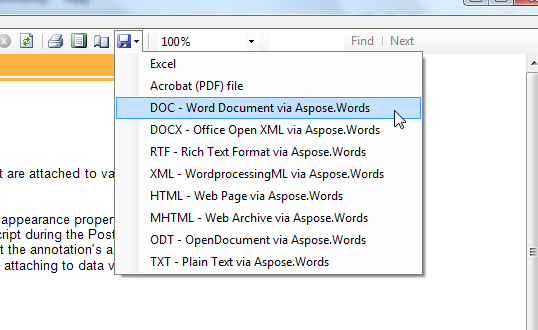 100%
Find | Next
Excel
Acrobat (PDF) file
DOC - Word Document via Aspose.Words
DOCX - Office Open XML via Aspose.Words
RTF - Rich Text Format via Aspose.Words
t are attached to va
XML - WordprocessingML via Aspose.Words
HTML - Web Page via Aspose.Words
appearance proper
MHTML - Web Archive via Aspose.Words
cript during the Post
ODT - OpenDocument via Aspose.Words
t the annotation's a
TXT - Plain Text via Aspose.Words
attaching to data v